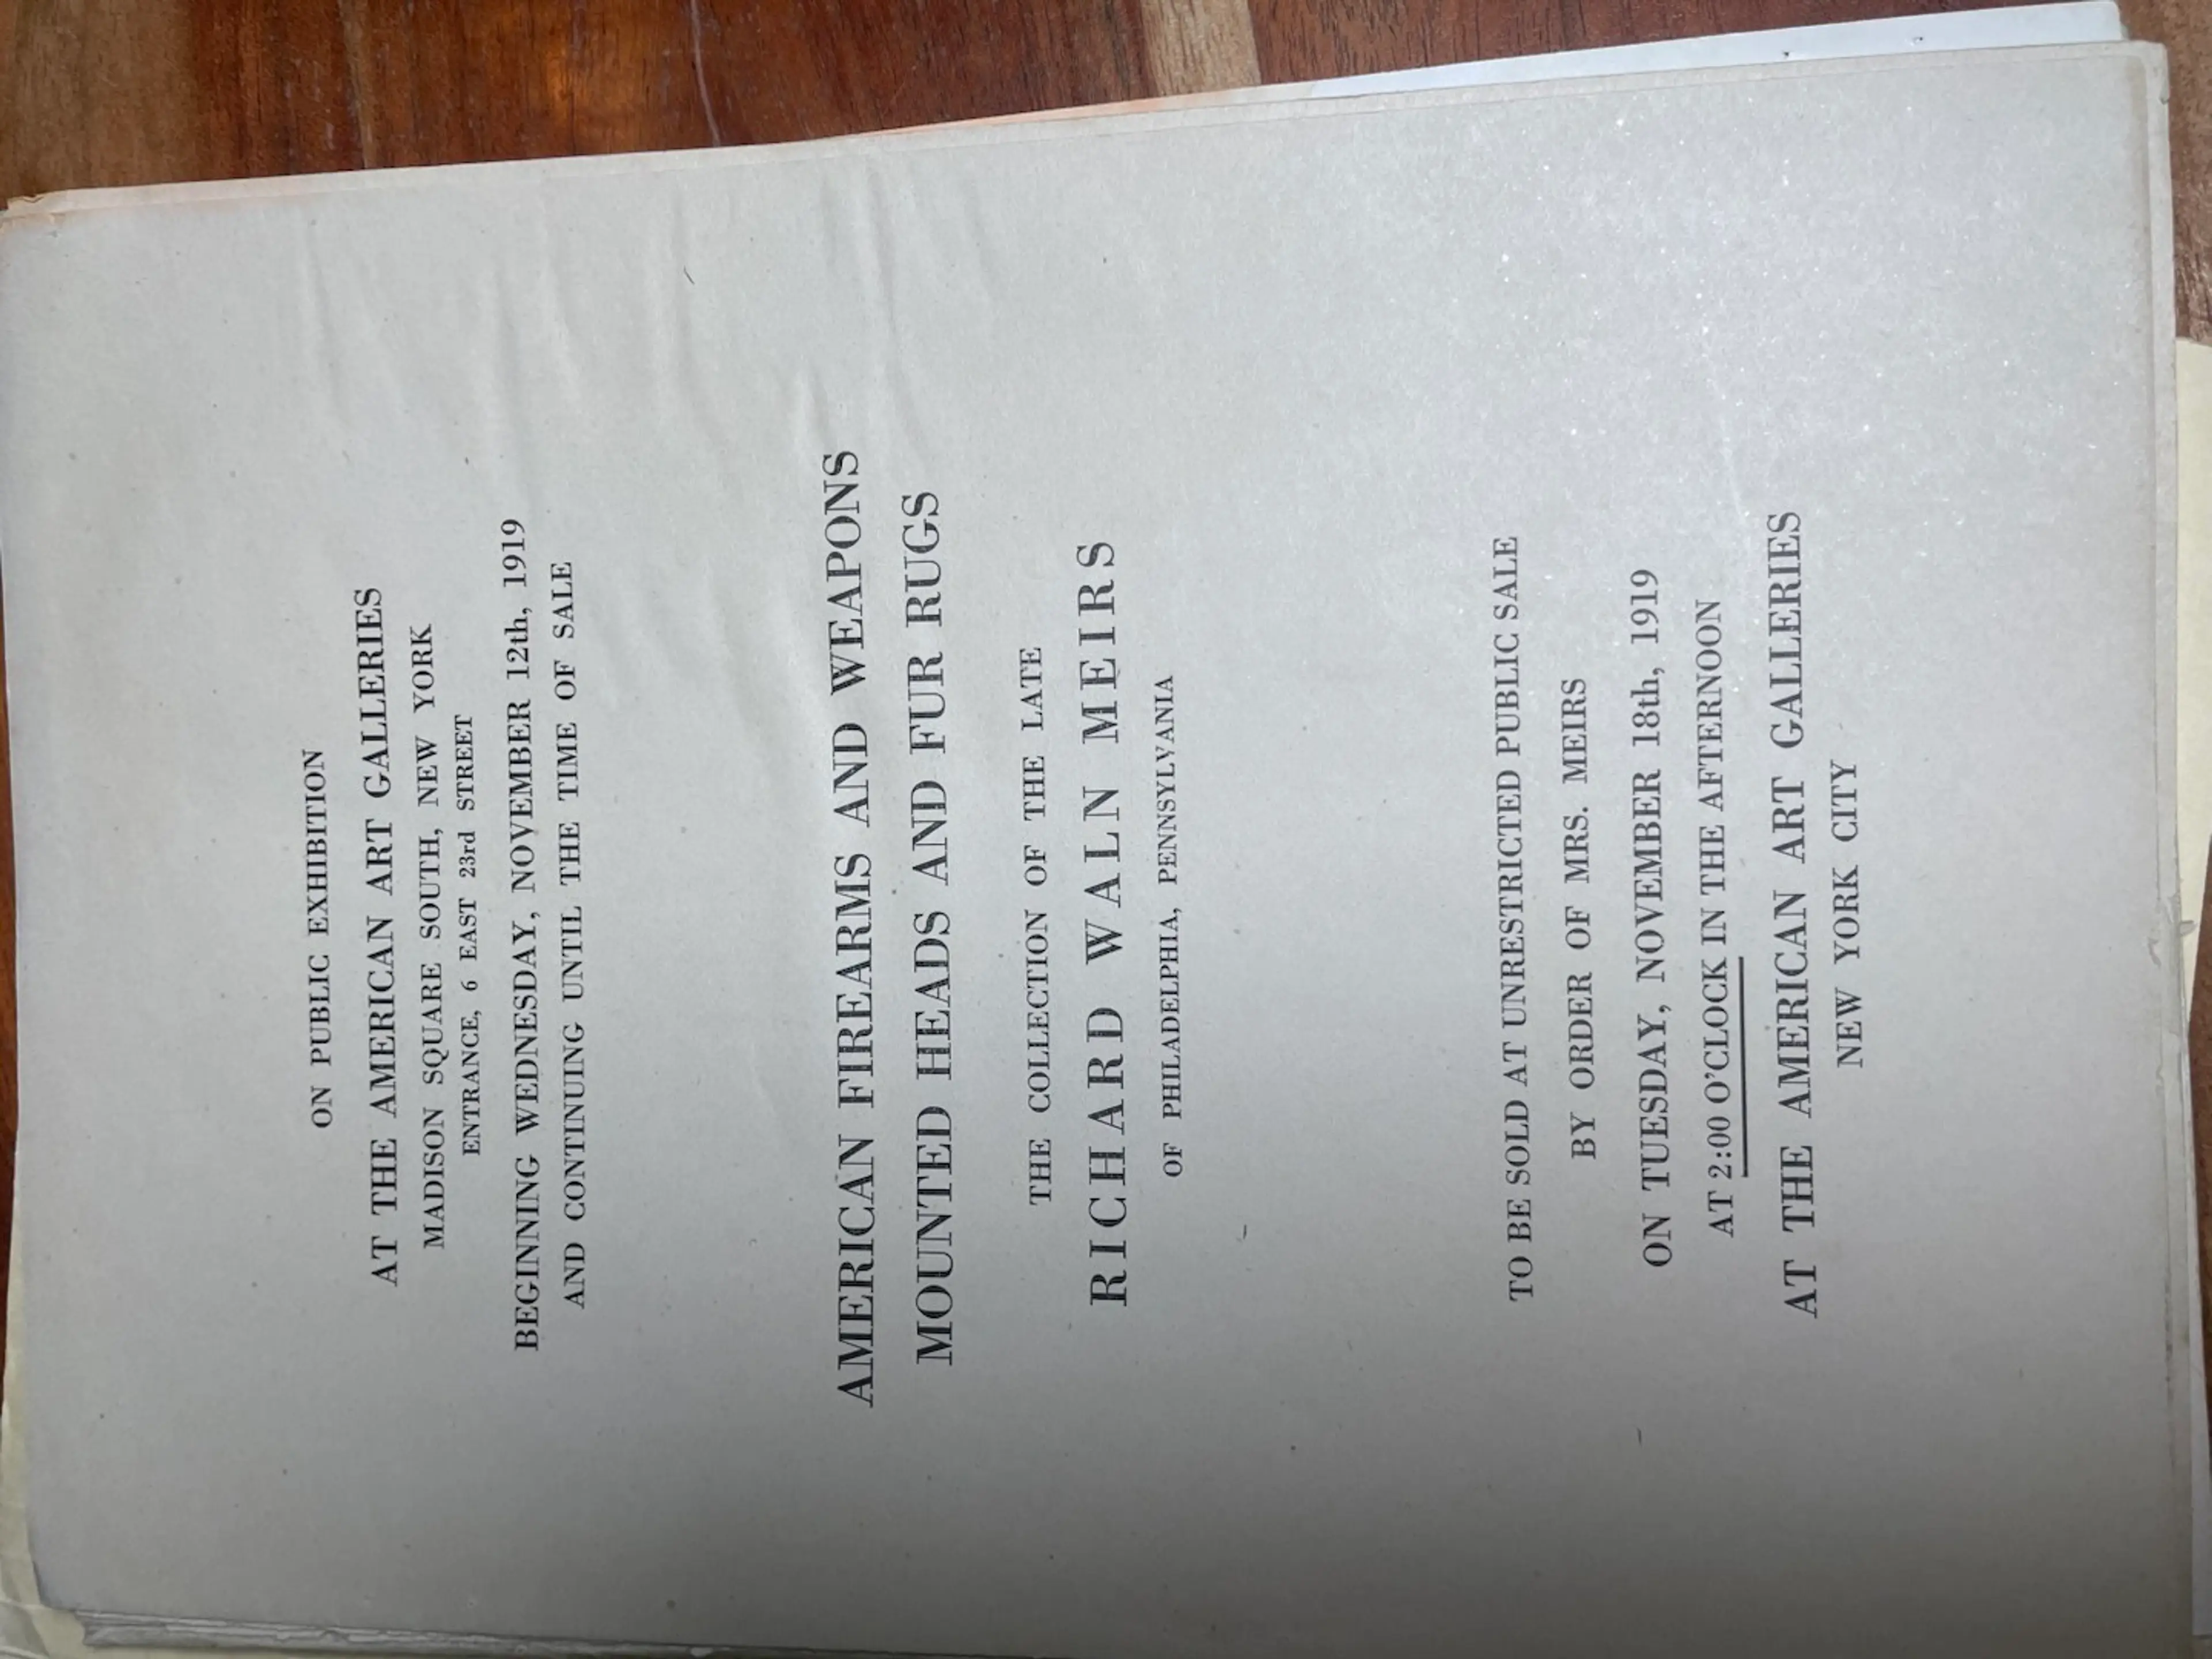 ON PUBLIC EXHIBITION
AT THE AMERICAN ART GALLERIES
MADISON SQUARE SOUTH, NEW YORK
ENTRANCE, 6 EAST 23rd STREET
BEGINNING WEDNESDAY, NOVEMBER 12th, 1919
AND CONTINUING UNTIL THE TIME OF SALE
AMERICAN FIREARMS AND WEAPONS
MOUNTED HEADS AND FUR RUGS
THE COLLECTION OF THE LATE
RICHARD WALN MEIRS
OF PHILADELPHIA, PENNSYLVANIA
TO BE SOLD AT UNRESTRICTED PUBLIC SALE
BY ORDER OF MRS. MEIRS
ON TUESDAY, NOVEMBER 18th, 1919
AT 2:00 O'CLOCK IN THE AFTERNOON
AT THE AMERICAN ART GALLERIES
NEW YORK CITY